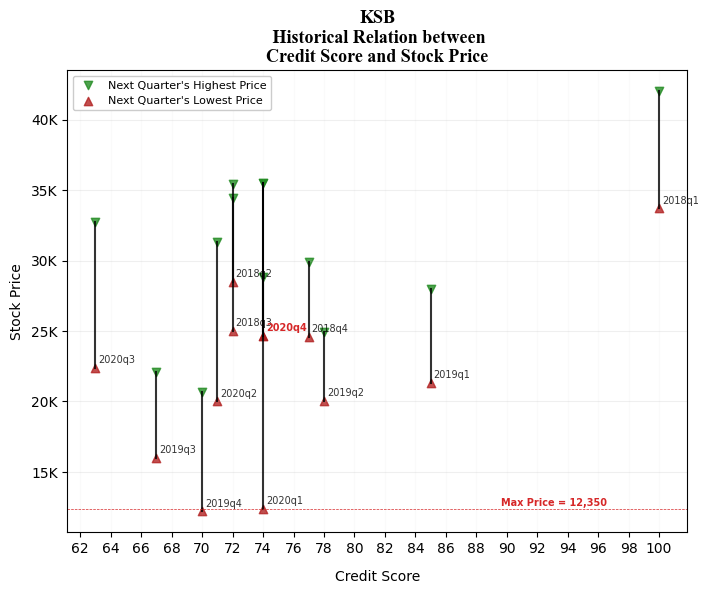 KSB
Historical Relation between
Credit Score and Stock Price
Next Quarter's Highest Price
Next Quarter's Lowest Price
40K
35K
30K
25K
20K
15K
Stock Price
2018q1
2018q2
2018q3
2020q4
2018q4
2020q3
2019q1
2020q2
2019q2
2019q3
2019q4
2020q1
Max Price = 12,350
62 64 66 68 70 72 74 76 78 80 82 84 86 88 90 92 94 96 98 100
Credit Score